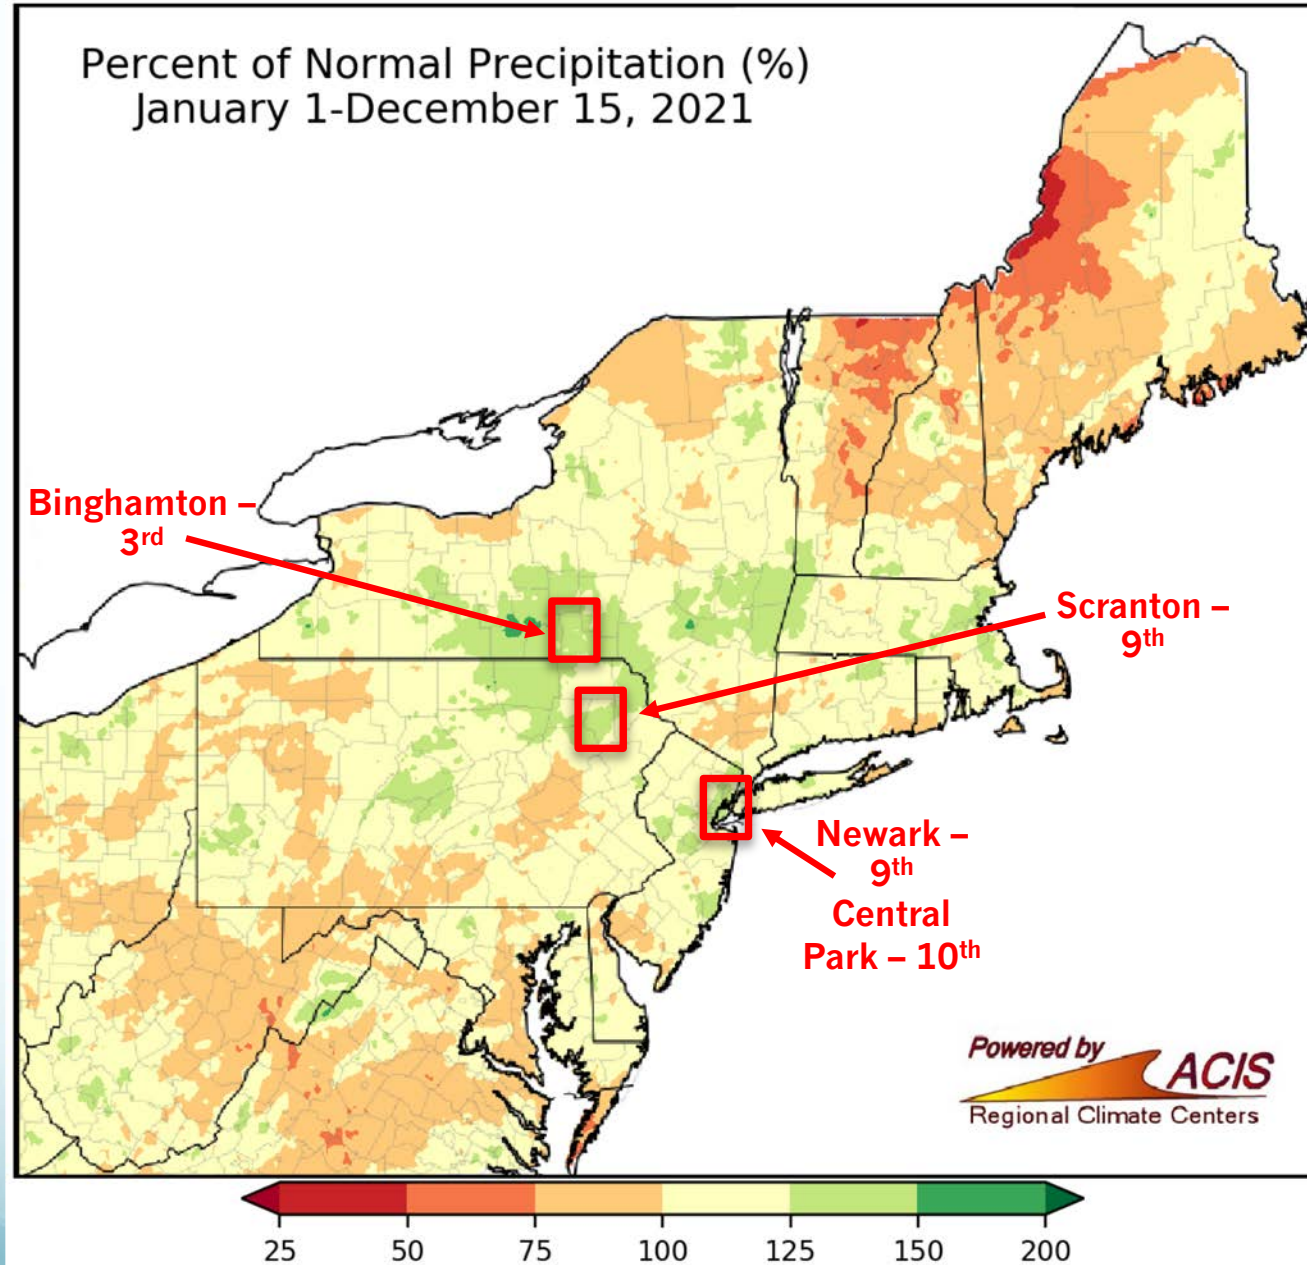 Percent of Normal Precipitation (%)
January 1-December 15, 2021
Binghamton –
3rd
Scranton –
9th
Newark –
9th
Central
Park – 10th
Powered by
ACIS
Regional Climate Centers
25 50 75 100 125 150 200